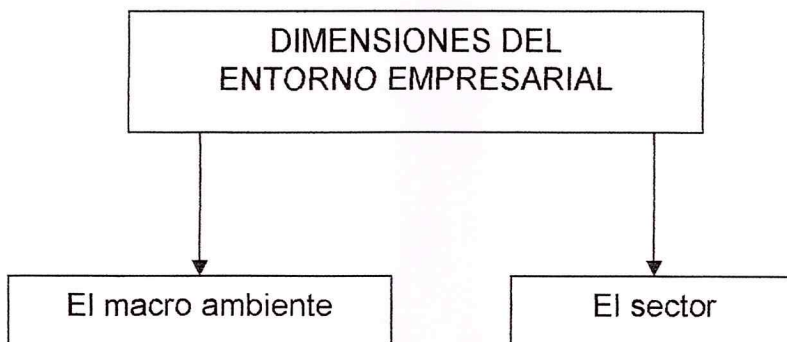 DIMENSIONES DEL
ENTORNO EMPRESARIAL
El macro ambiente
El sector